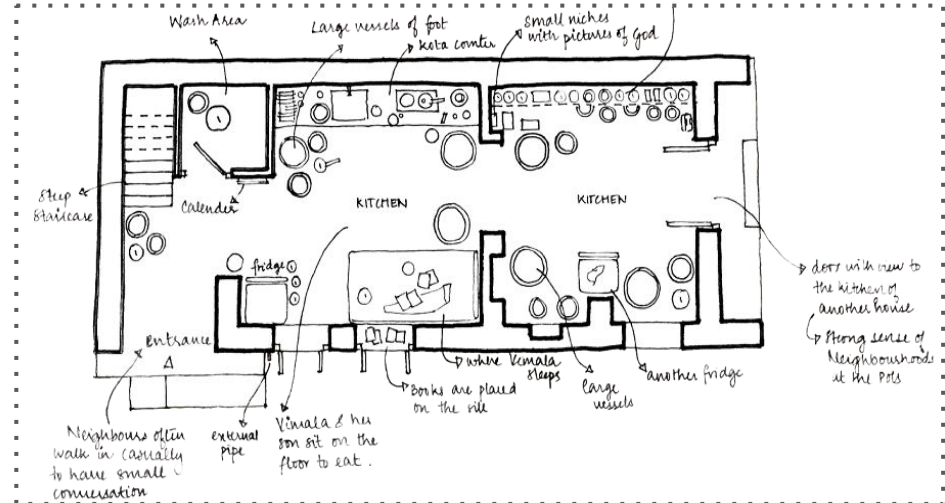 Wash Area
Large vessels of foot
kota counter
small niches
with pictures of God
Steep
Staircase
Calender
KITCHEN
KITCHEN
fridge
Entrance
doors with view to
the kitchen of
another house
Strong sense of
Neighbourhoods
at the Pols
where Vimala
sleeps
Books are placed
on the sill
large
vessels
another fridge
Neighbours often
walk in casually
to have small
conversation
external
pipe
Vimala & her
son sit on the
floor to eat.